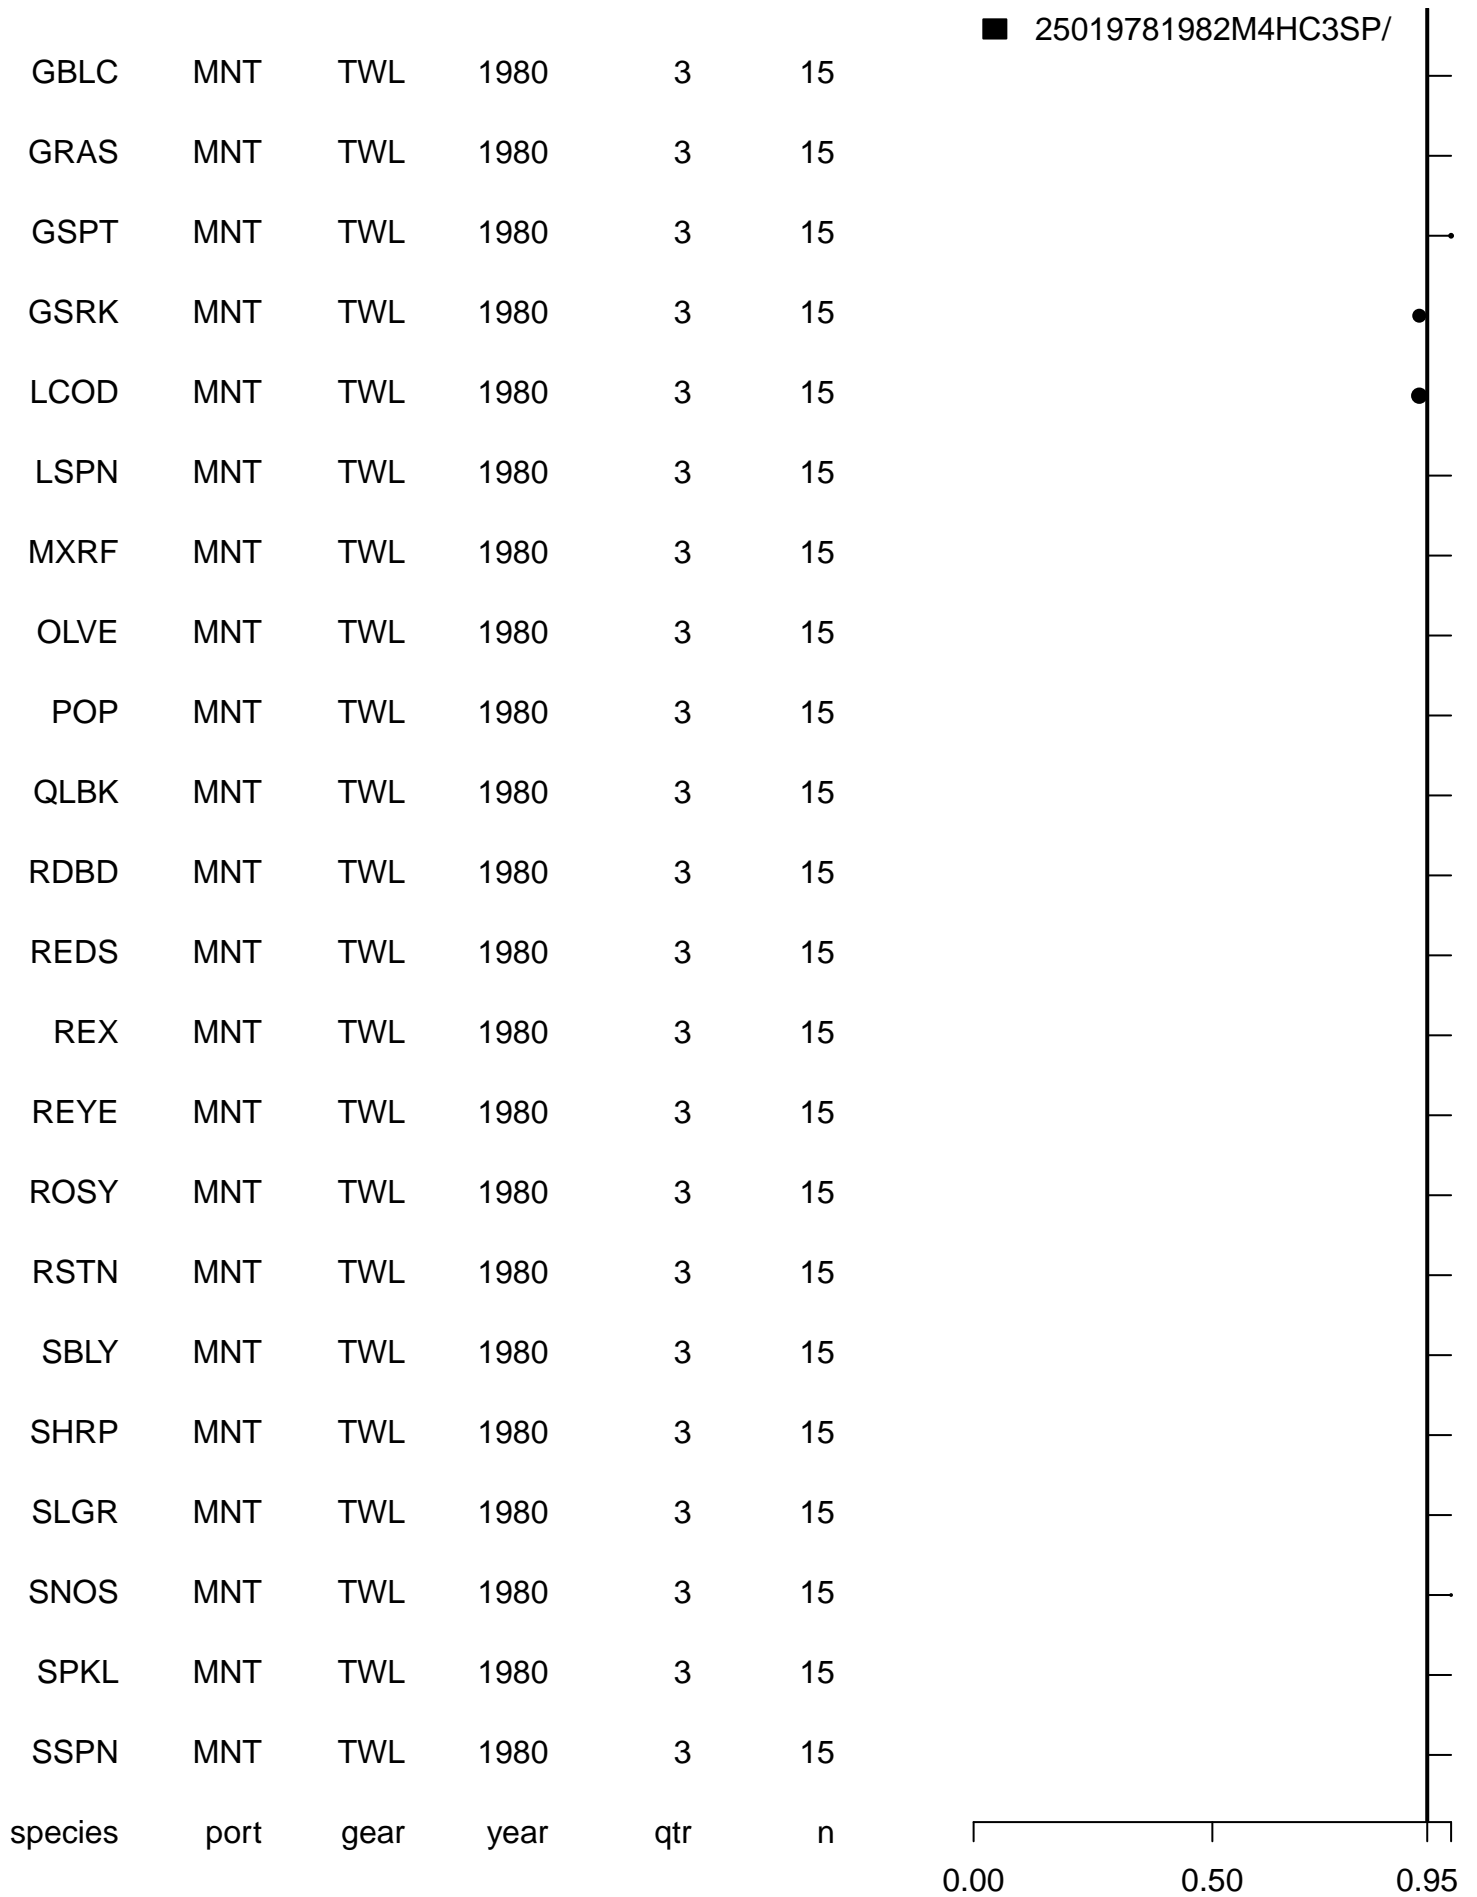 25019781982M4HC3SP/
GBLC MNT TWL 1980 3 15
GRAS MNT TWL 1980 3 15
GSPT MNT TWL 1980 3 15
GSRK MNT TWL 1980 3 15
LCOD MNT TWL 1980 3 15
LSPN MNT TWL 1980 3 15
MXRF MNT TWL 1980 3 15
OLVE MNT TWL 1980 3 15
POP MNT TWL 1980 3 15
QLBK MNT TWL 1980 3 15
RDBD MNT TWL 1980 3 15
REDS MNT TWL 1980 3 15
REX MNT TWL 1980 3 15
REYE MNT TWL 1980 3 15
ROSY MNT TWL 1980 3 15
RSTN MNT TWL 1980 3 15
SBLY MNT TWL 1980 3 15
SHRP MNT TWL 1980 3 15
SLGR MNT TWL 1980 3 15
SNOS MNT TWL 1980 3 15
SPKL MNT TWL 1980 3 15
SSPN MNT TWL 1980 3 15
species port gear year qtr n
0.00 0.50 0.95